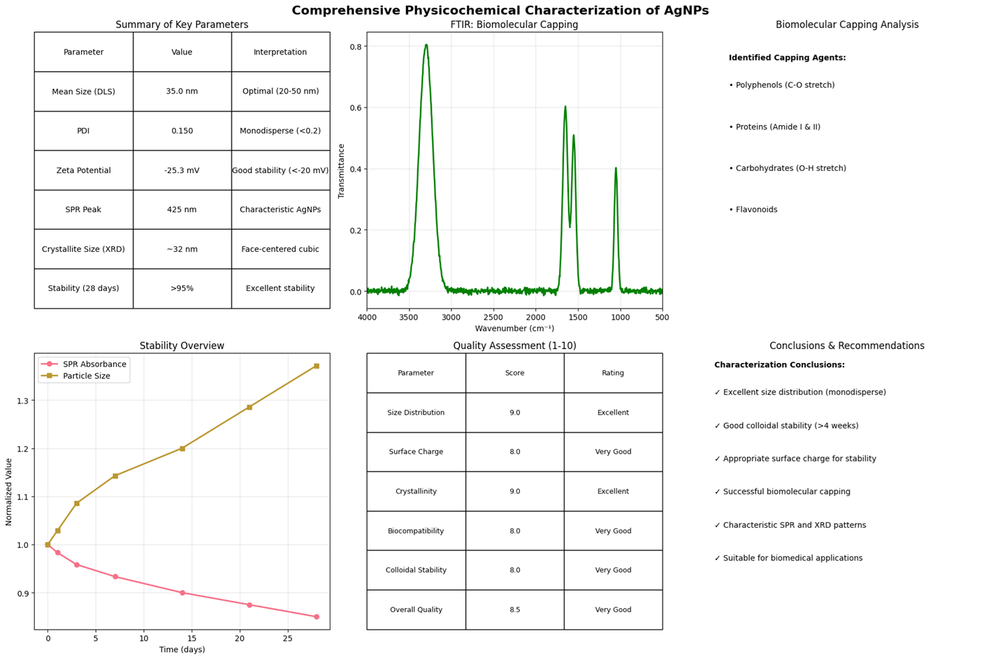 Comprehensive Physicochemical Characterization of AgNPs
Summary of Key Parameters
Parameter Value Interpretation
Mean Size (DLS) 35.0 nm Optimal (20-50 nm)
PDI 0.150 Monodisperse (<0.2)
Zeta Potential -25.3 mV Good stability (<-20 mV)
SPR Peak 425 nm Characteristic AgNPs
Crystallite Size (XRD) ~32 nm Face-centered cubic
Stability (28 days) >95% Excellent stability
FTIR: Biomolecular Capping
Transmittance
0.8
0.6
0.4
0.2
0.0
4000 3500 3000 2500 2000 1500 1000 500
Wavenumber (cm⁻¹)
Biomolecular Capping Analysis
Identified Capping Agents:
• Polyphenols (C-O stretch)
• Proteins (Amide I & II)
• Carbohydrates (O-H stretch)
• Flavonoids
Stability Overview
SPR Absorbance
Particle Size
Normalized Value
1.3
1.2
1.1
1.0
0.9
0 5 10 15 20 25
Time (days)
Quality Assessment (1-10)
Parameter Score Rating
Size Distribution 9.0 Excellent
Surface Charge 8.0 Very Good
Crystallinity 9.0 Excellent
Biocompatibility 8.0 Very Good
Colloidal Stability 8.0 Very Good
Overall Quality 8.5 Very Good
Conclusions & Recommendations
Characterization Conclusions:
✓ Excellent size distribution (monodisperse)
✓ Good colloidal stability (>4 weeks)
✓ Appropriate surface charge for stability
✓ Successful biomolecular capping
✓ Characteristic SPR and XRD patterns
✓ Suitable for biomedical applications